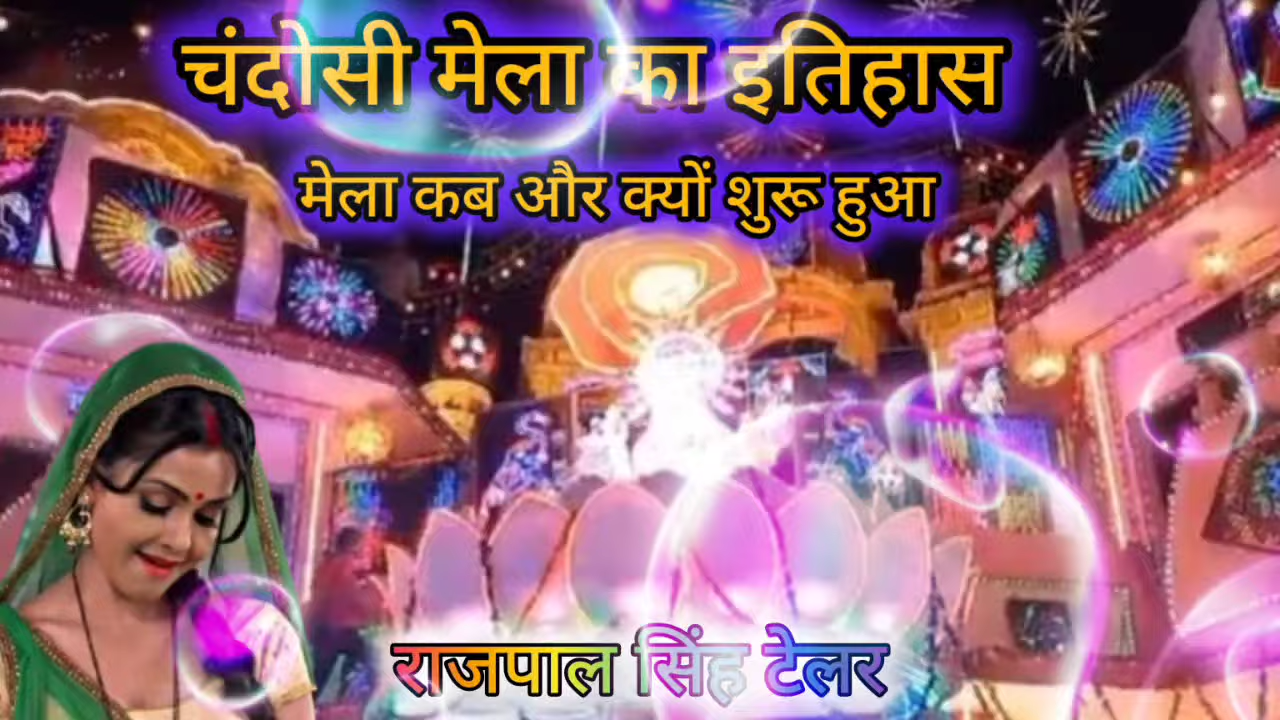 चंदोसी मेला का इतिहास
मेला कब और क्यों शुरू हुआ
राजपाल सिंह टेलर